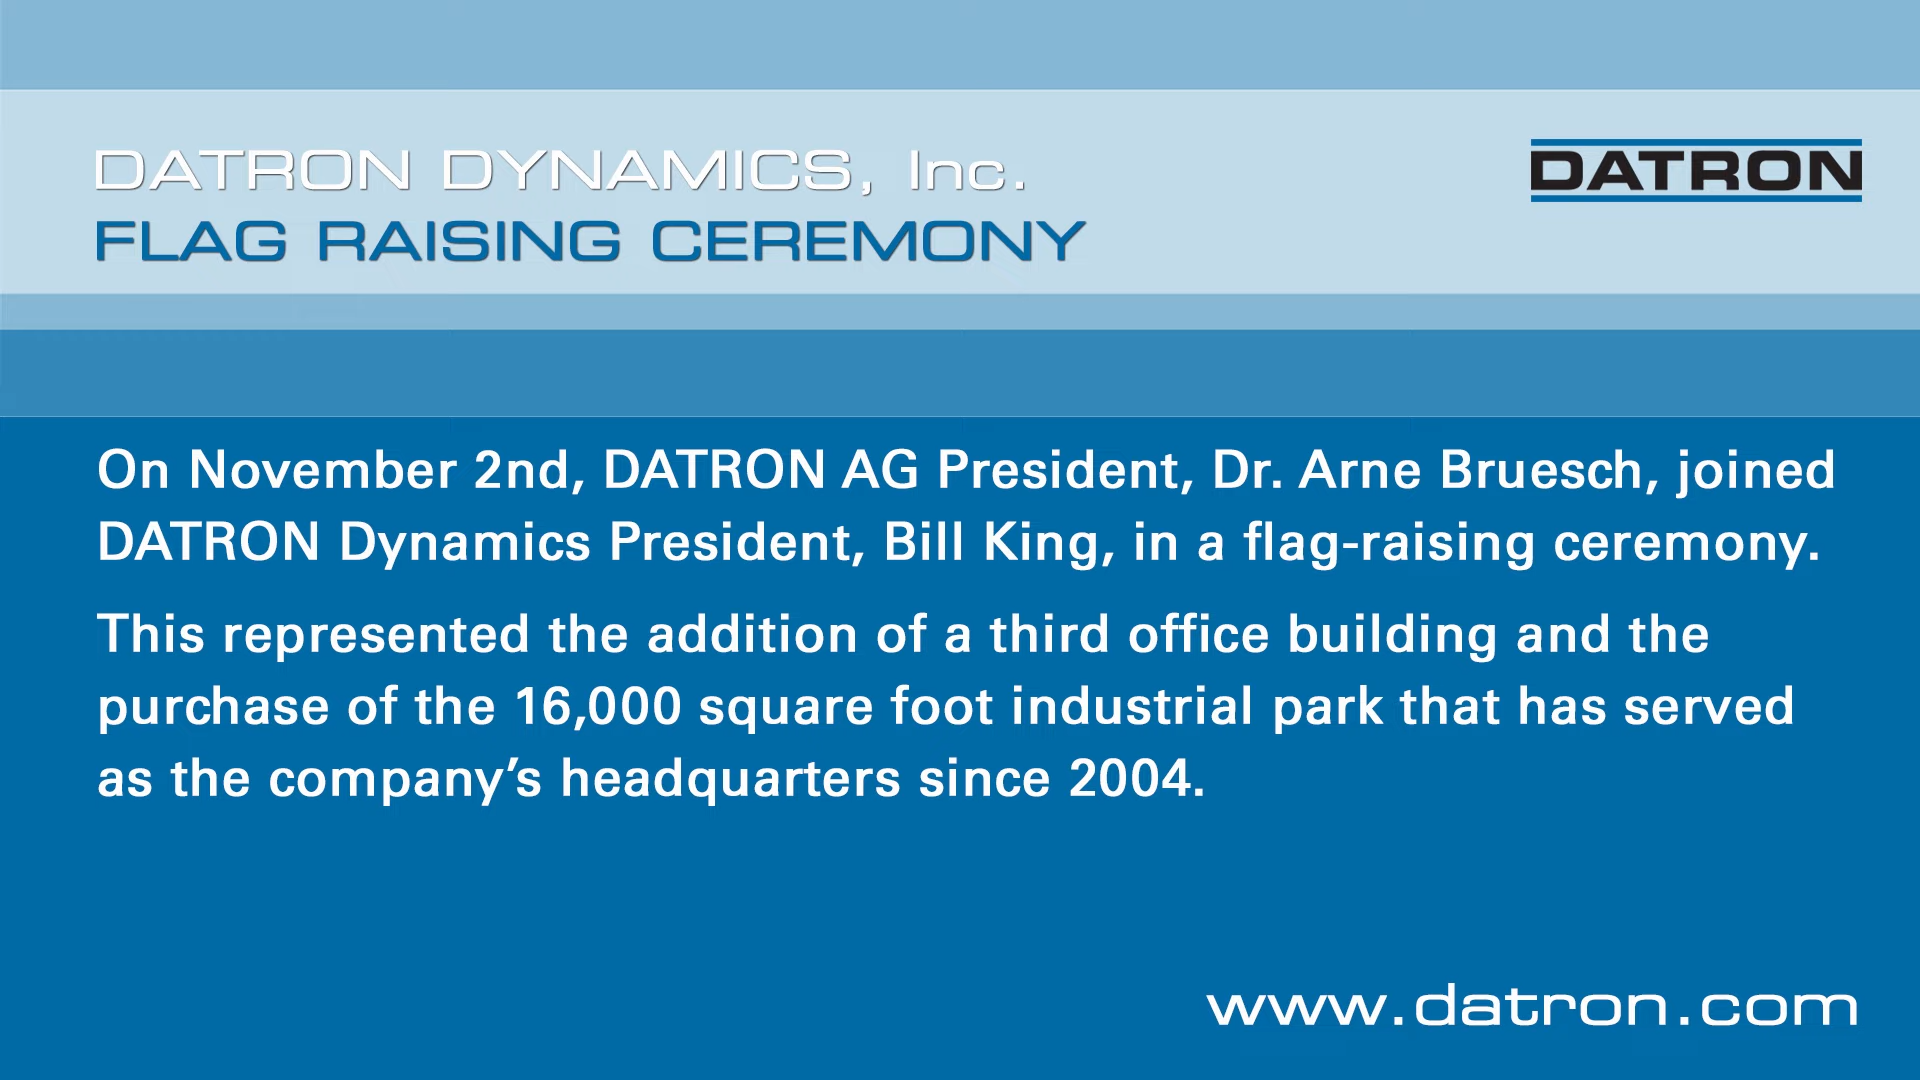 DATRON DYNAMICS, Inc.
FLAG RAISING CEREMONY
DATRON
On November 2nd, DATRON AG President, Dr. Arne Bruesch, joined
DATRON Dynamics President, Bill King, in a flag-raising ceremony.
This represented the addition of a third office building and the
purchase of the 16,000 square foot industrial park that has served
as the company’s headquarters since 2004.
www.datron.com